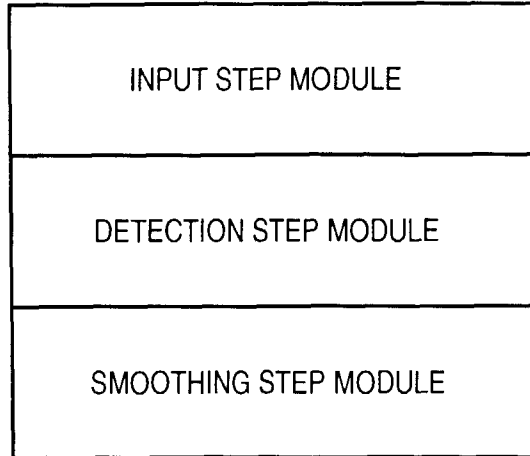 INPUT STEP MODULE
DETECTION STEP MODULE
SMOOTHING STEP MODULE